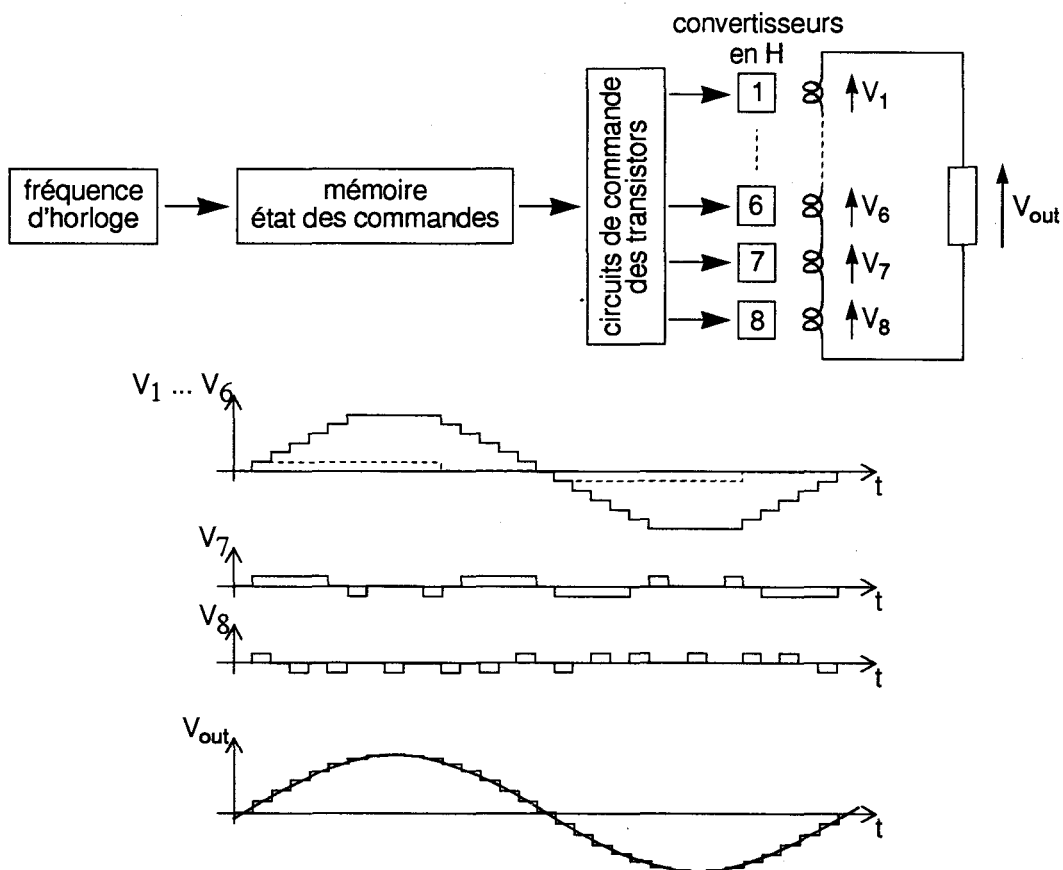 convertisseurs
en H
fréquence
d'horloge
mémoire
état des commandes
circuits de commande
des transistors
1
6
7
8
V1
V6
V7
V8
Vout
V1 ... V6
t
V7
t
V8
t
Vout
t